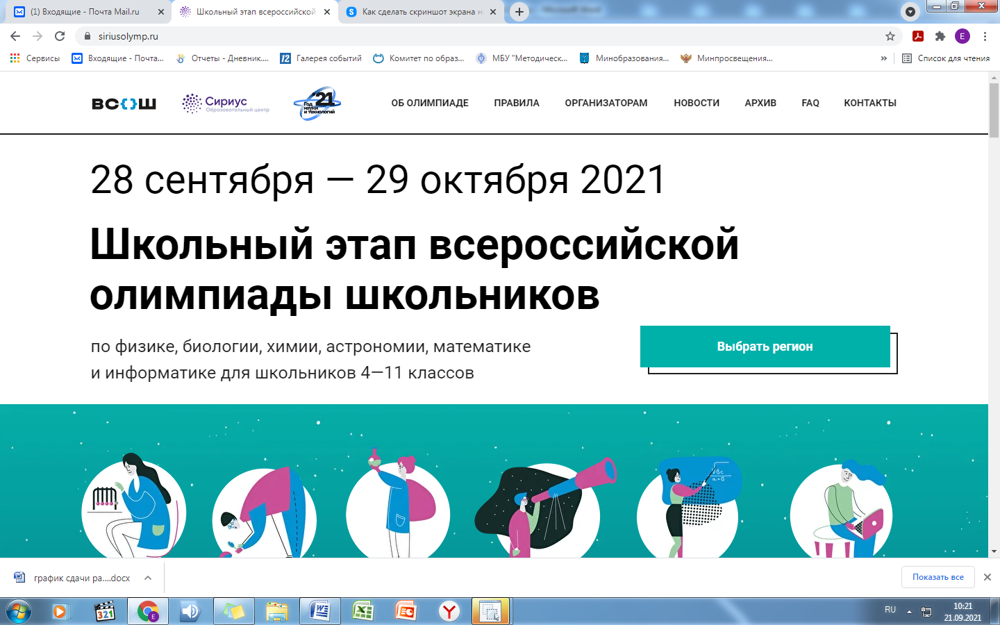 (1) Входящие - Почта Mail.ru
Школьный этап всероссийской
Как сделать скриншот экрана н
siriusolymp.ru
E
Сервисы
Входящие - Почта...
Отчеты - Дневник....
12
Галерея событий
Комитет по образ...
МБУ "Методическ...
Минобразования...
Минпросвещения...
»
Список для чтения
ВСОШ
Сириус
Образовательный центр
21
Год
науки
и технологий
ОБ ОЛИМПИАДЕ
ПРАВИЛА
ОРГАНИЗАТОРАМ
НОВОСТИ
АРХИВ
FAQ
КОНТАКТЫ
28 сентября — 29 октября 2021
Школьный этап всероссийской
олимпиады школьников
по физике, биологии, химии, астрономии, математике
и информатике для школьников 4—11 классов
Выбрать регион
√Bc
a+B
график сдачи ра....docx
Показать все
321
E
RU
10:21
21.09.2021